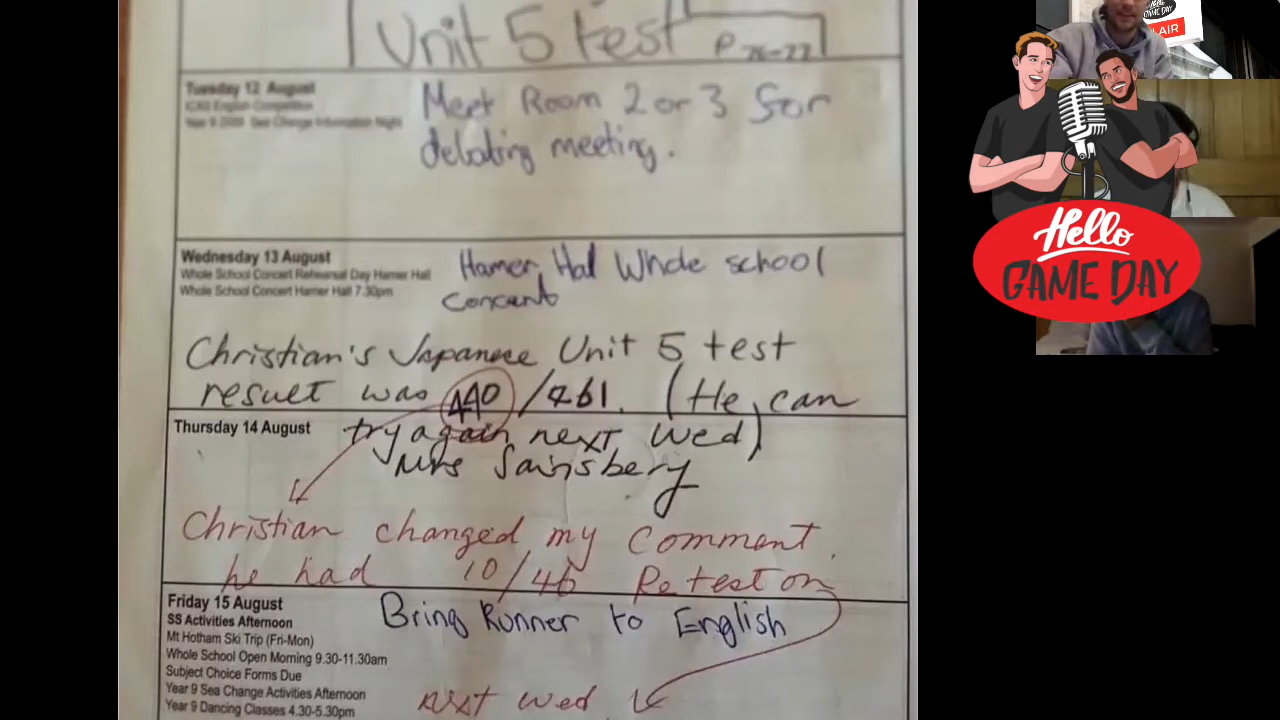 Unit 5 test P 76-77
Tuesday 12 August
ICAS English Competition
Year 9 2009 Sea Change Information Night
Meet Room 2 or 3 for
debating meeting.
Wednesday 13 August
Whole School Concert Rehearsal Day Hamer Hall
Whole School Concert Hamer Hall 7.30pm
Hamer Hal Whole school
Concert
Christian's Japanese Unit 5 test
result was 440/461. (He can
Thursday 14 August
try again next Wed)
Mrs Sainsbery
Christian changed my comment.
he had 10/46 Retest on
Friday 15 August
SS Activities Afternoon
Mt Hotham Ski Trip (Fri-Mon)
Whole School Open Morning 9.30-11.30am
Subject Choice Forms Due
Year 9 Sea Change Activities Afternoon
Year 9 Dancing Classes 4.30-5.30pm
Bring Runner to English
next wed
GAME DAY
AIR
Hello
GAME DAY